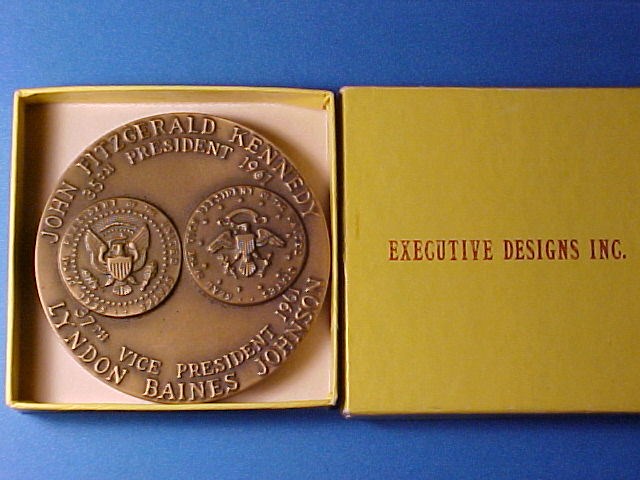 JOHN FITZGERALD KENNEDY
35TH PRESIDENT 1961
37TH VICE PRESIDENT 1961
LYNDON BAINES JOHNSON
EXECUTIVE DESIGNS INC.